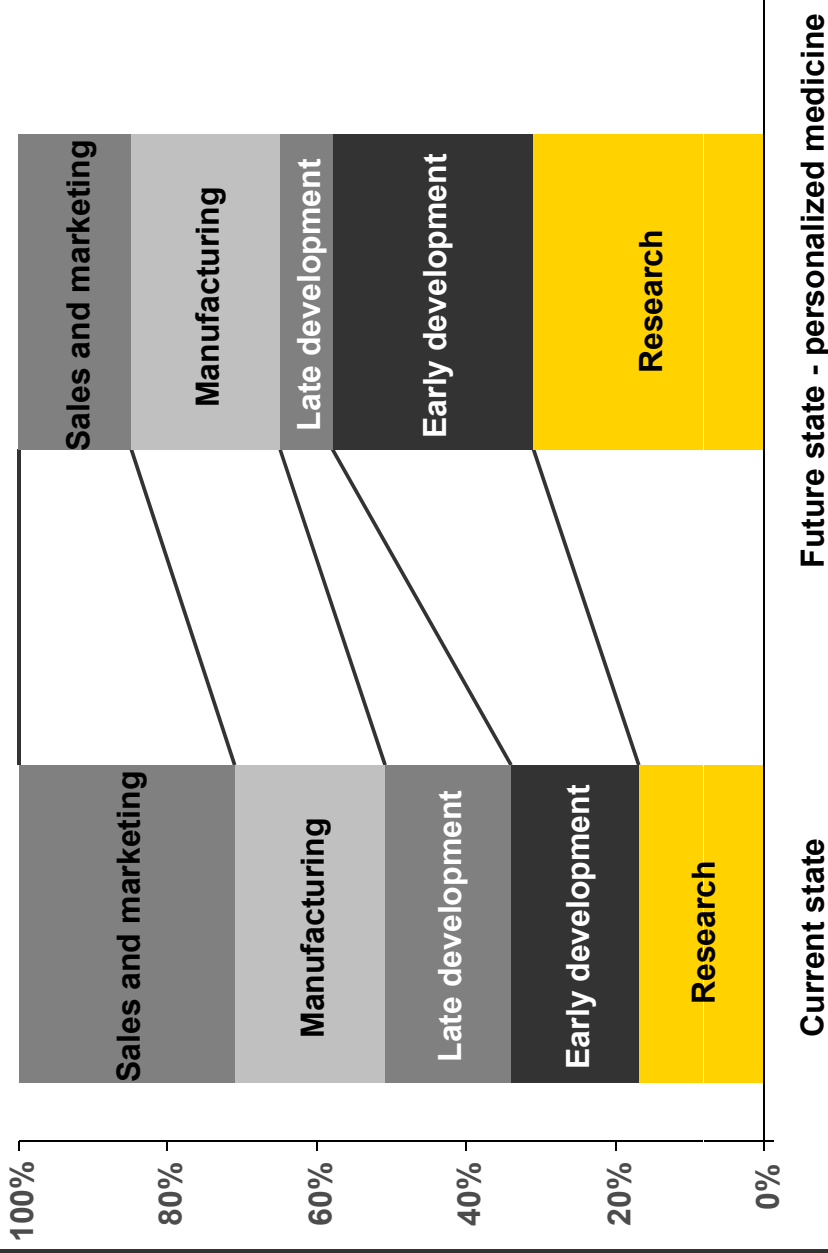 100%
80%
60%
40%
20%
0%
Sales and marketing
Manufacturing
Late development
Early development
Research
Sales and marketing
Manufacturing
Late development
Early development
Research
Current state
Future state - personalized medicine